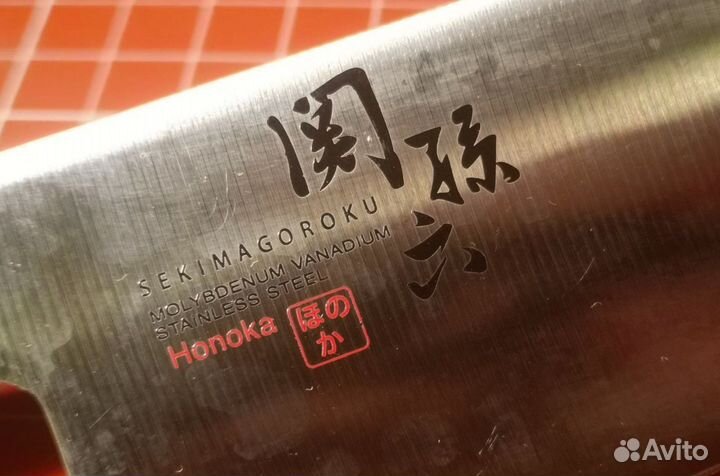 関
孫六
SEKIMAGOROKU
MOLYBDENUM VANADIUM
STAINLESS STEEL
Honoka
ほの
か
Avito